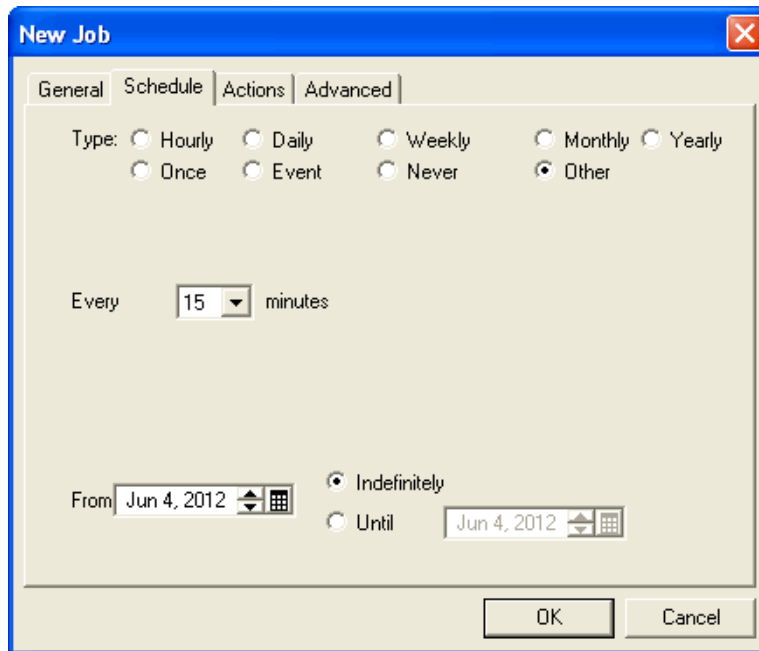 New Job
General Schedule Actions Advanced
Type: Hourly Daily Weekly Monthly Yearly
Once Event Never Other
Every 15 minutes
Indefinitely
From Jun 4, 2012
Until Jun 4, 2012
OK Cancel